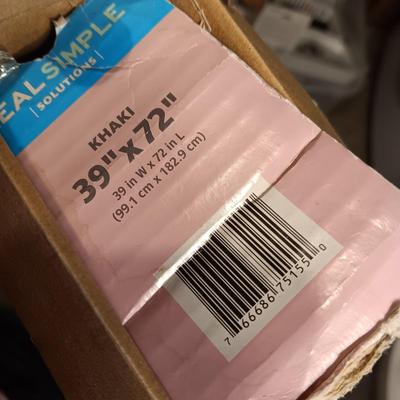 EAL SIMPLE
| SOLUTIONS |
KHAKI
39" x 72"
39 in W x 72 in L
(99.1 cm x 182.9 cm)
7 66686 75155 0